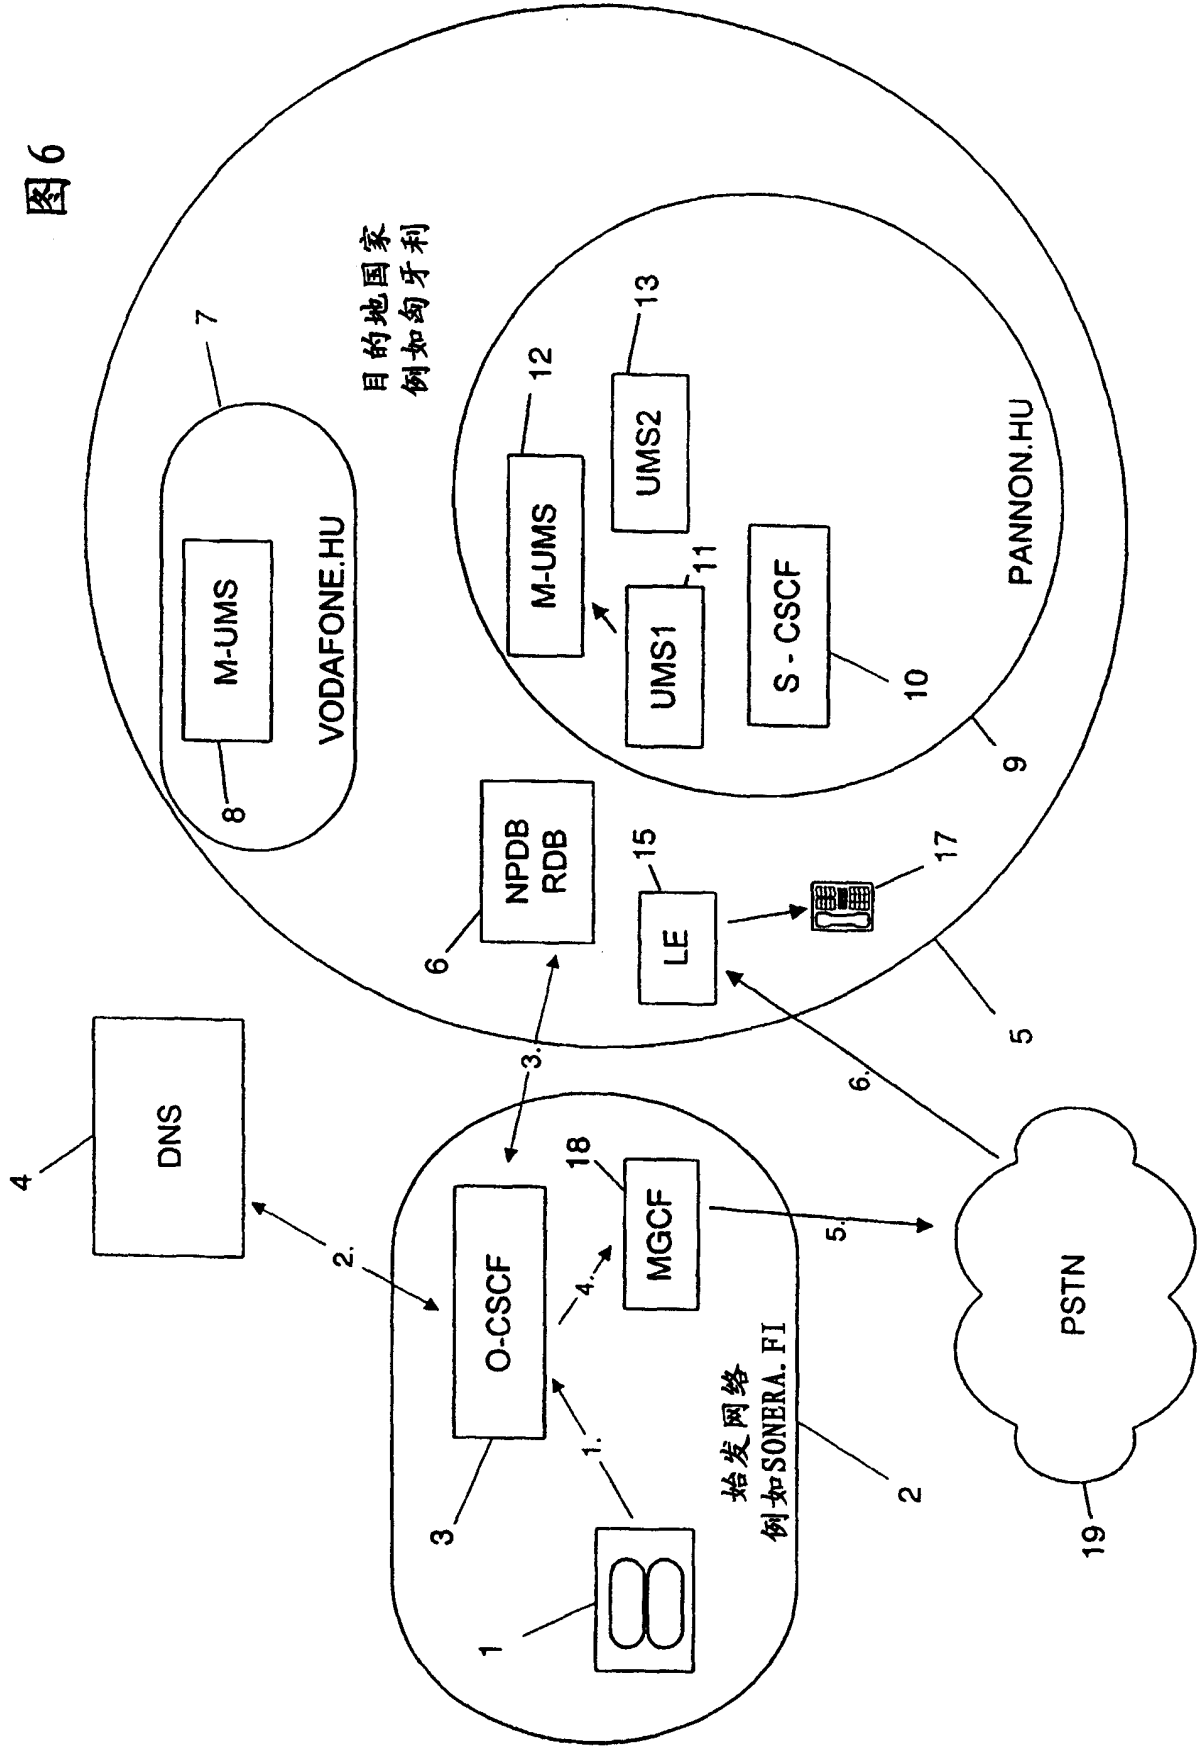 图 6
4
DNS
2.
3
O-CSCF
1
1.
4.
18
MGCF
始发网络
例如SONERA.FI
2
5.
PSTN
19
3.
6.
5
7
8
M-UMS
VODAFONE.HU
目的地国家
例如匈牙利
6
NPDB
RDB
15
LE
17
12
M-UMS
13
UMS2
11
UMS1
S - CSCF
10
9
PANNON.HU